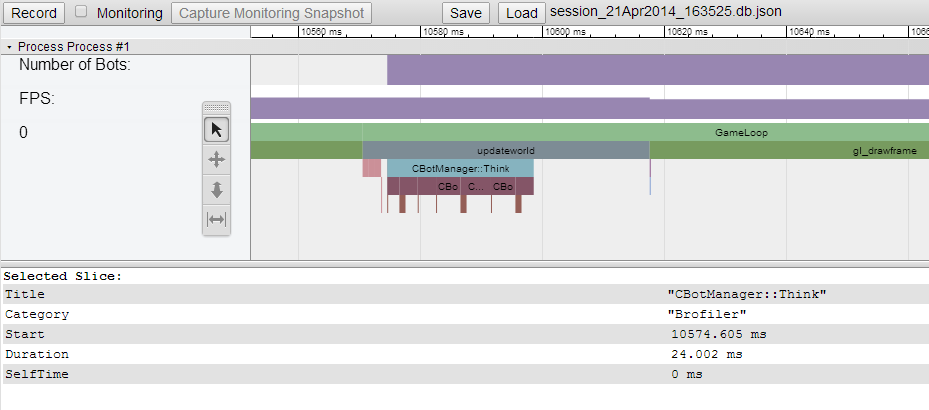 Record Monitoring Capture Monitoring Snapshot Save Load session_21Apr2014_163525.db.json
10560 ms 10580 ms 10600 ms 10620 ms 10640 ms
Process Process #1
Number of Bots:
FPS:
0
GameLoop
updateworld gl_drawframe
CBotManager::Think
CBo C... CBo
Selected Slice:
Title "CBotManager::Think"
Category "Brofiler"
Start 10574.605 ms
Duration 24.002 ms
SelfTime 0 ms